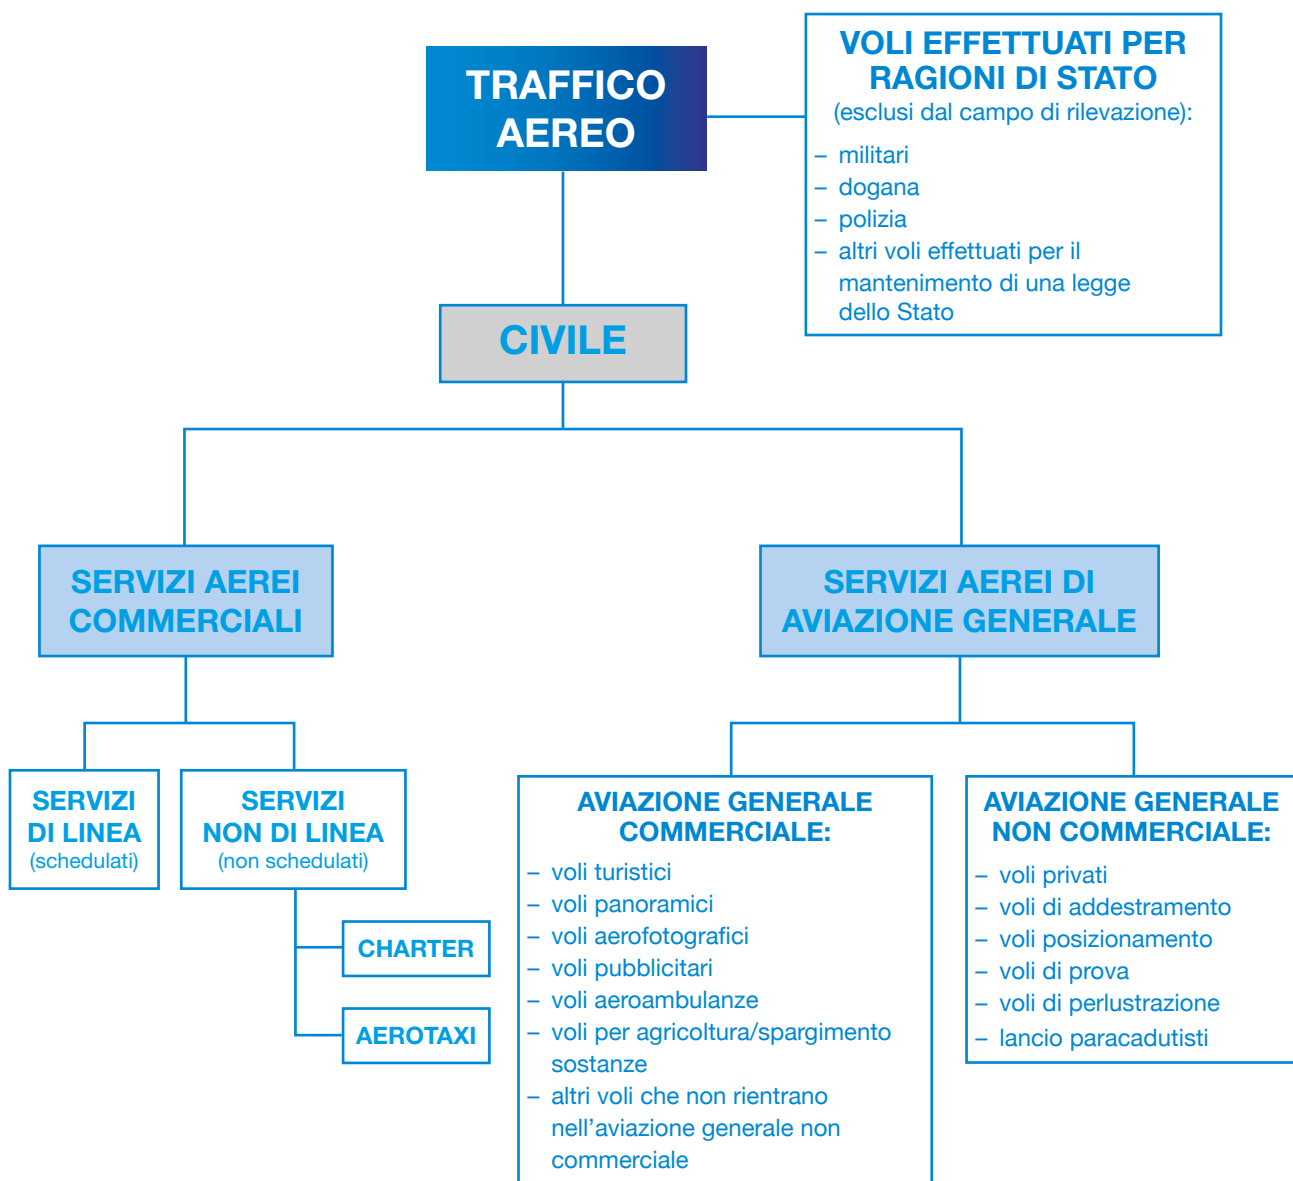 TRAFFICO
AEREO
VOLI EFFETTUATI PER
RAGIONI DI STATO
(esclusi dal campo di rilevazione):
– militari
– dogana
– polizia
– altri voli effettuati per il
mantenimento di una legge
dello Stato
CIVILE
SERVIZI AEREI
COMMERCIALI
SERVIZI AEREI DI
AVIAZIONE GENERALE
SERVIZI
DI LINEA
(schedulati)
SERVIZI
NON DI LINEA
(non schedulati)
CHARTER
AEROTAXI
AVIAZIONE GENERALE
COMMERCIALE:
– voli turistici
– voli panoramici
– voli aerofotografici
– voli pubblicitari
– voli aeroambulanze
– voli per agricoltura/spargimento
sostanze
– altri voli che non rientrano
nell’aviazione generale non
commerciale
AVIAZIONE GENERALE
NON COMMERCIALE:
– voli privati
– voli di addestramento
– voli posizionamento
– voli di prova
– voli di perlustrazione
– lancio paracadutisti